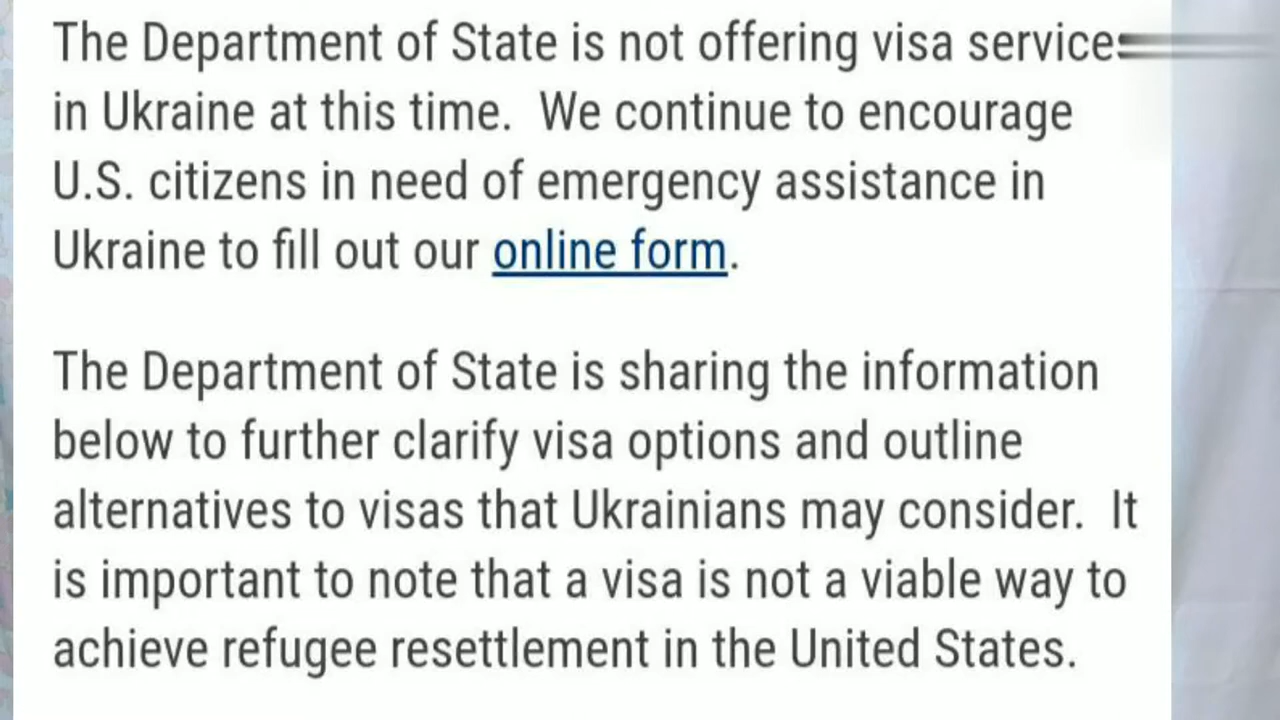 The Department of State is not offering visa services
in Ukraine at this time.  We continue to encourage
U.S. citizens in need of emergency assistance in
Ukraine to fill out our online form.
The Department of State is sharing the information
below to further clarify visa options and outline
alternatives to visas that Ukrainians may consider.  It
is important to note that a visa is not a viable way to
achieve refugee resettlement in the United States.